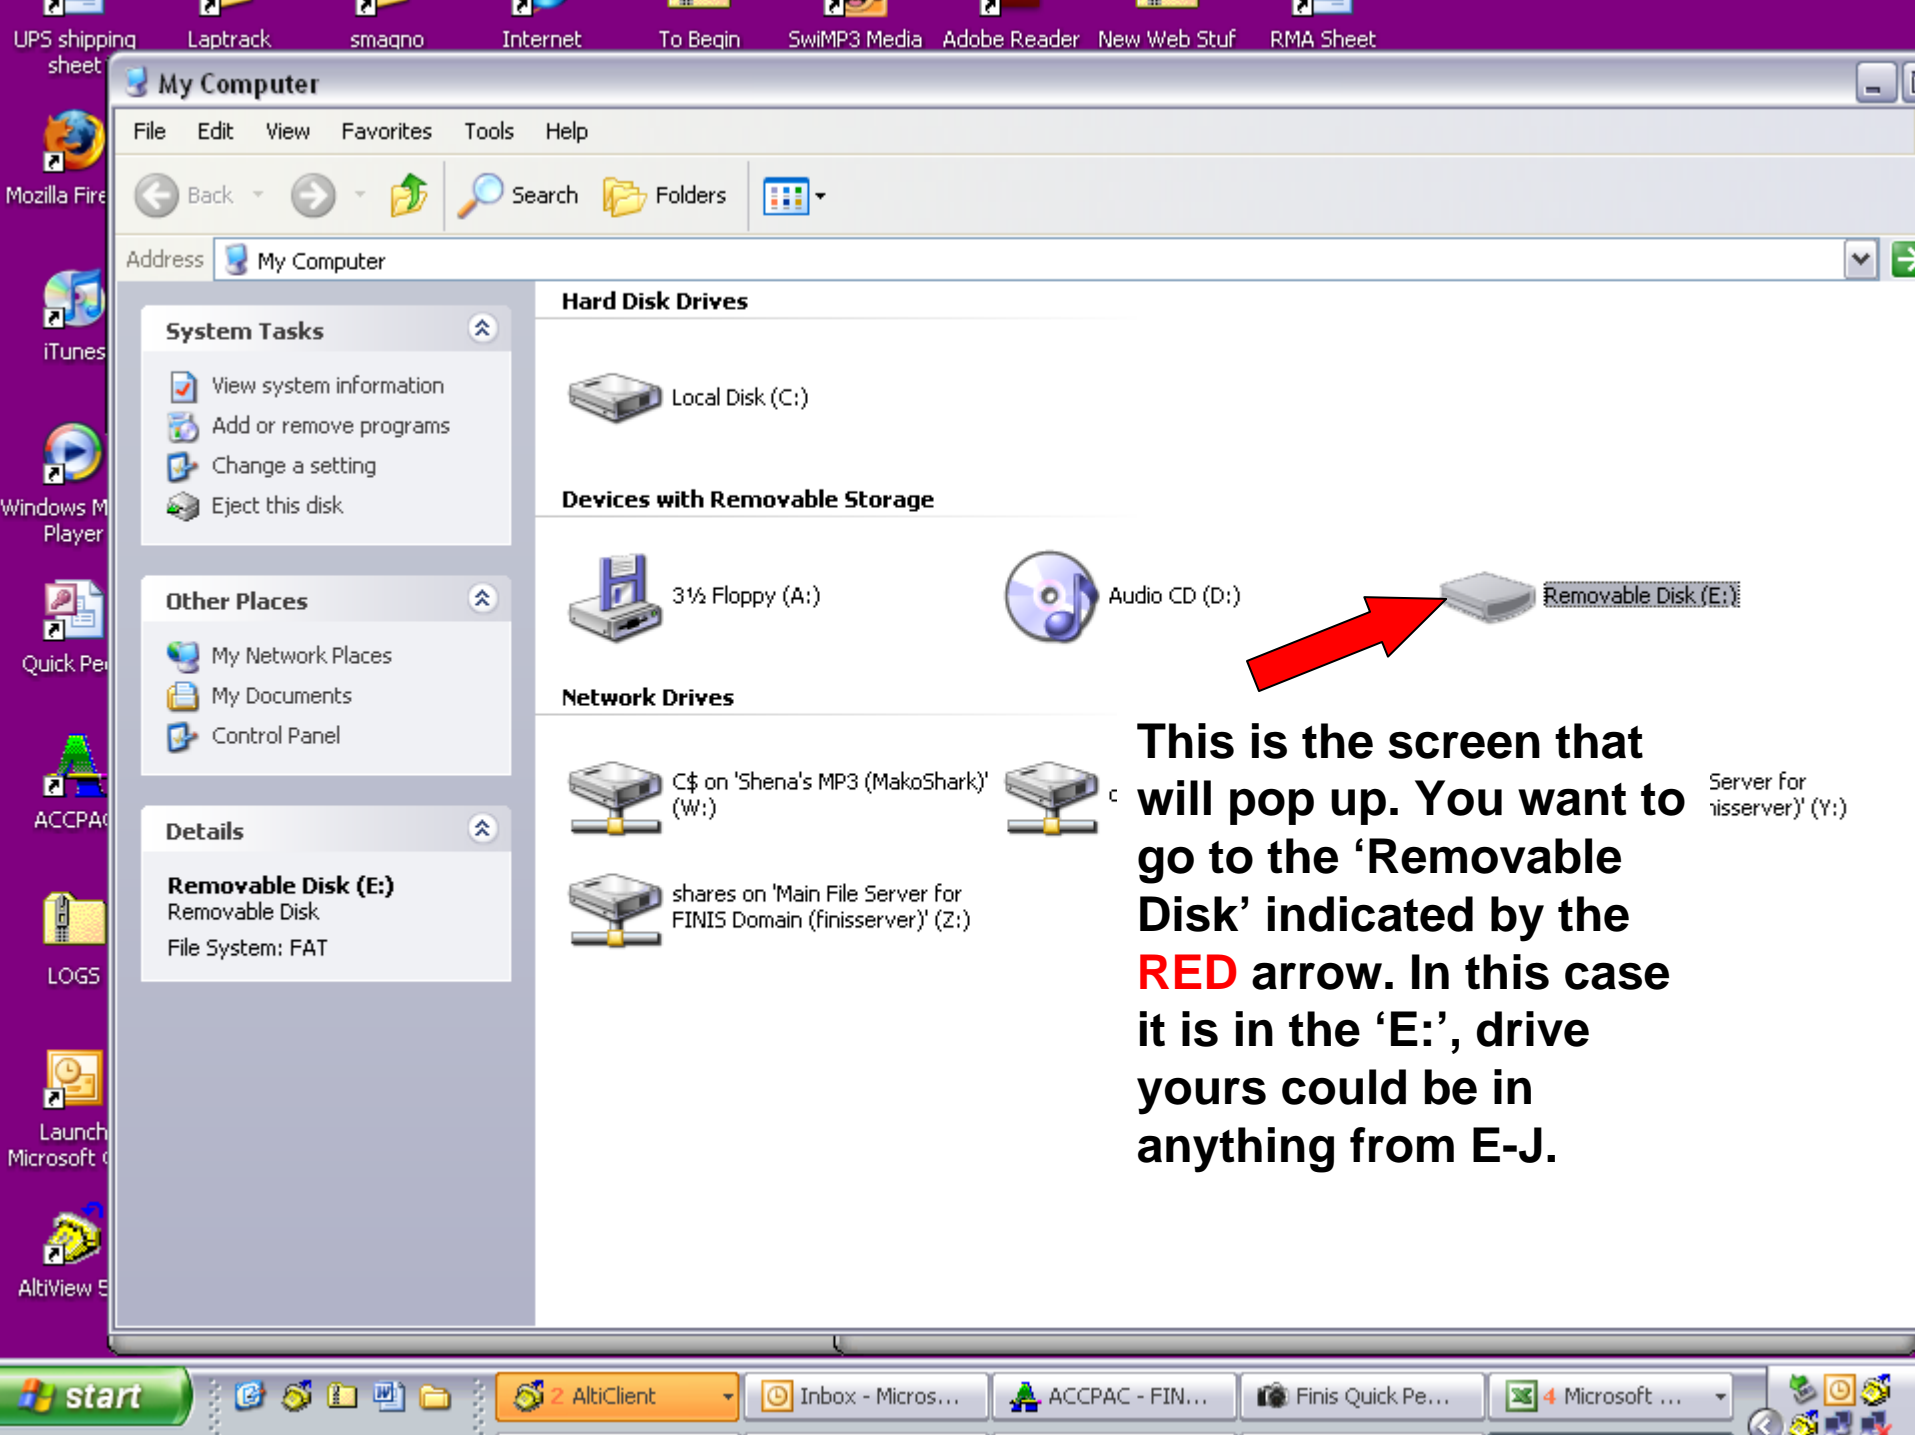 UPS shipping sheet
Laptrack
smagno
Internet
To Begin
SwiMP3 Media
Adobe Reader
New Web Stuf
RMA Sheet
My Computer
File Edit View Favorites Tools Help
Mozilla Fire
Back
Search
Folders
Address
My Computer
iTunes
Windows M
Player
Quick Pe
ACCPAC
LOGS
Launch
Microsoft
AltiView 5
System Tasks
View system information
Add or remove programs
Change a setting
Eject this disk
Other Places
My Network Places
My Documents
Control Panel
Details
Removable Disk (E:)
Removable Disk
File System: FAT
Hard Disk Drives
Local Disk (C:)
Devices with Removable Storage
3½ Floppy (A:)
Audio CD (D:)
Removable Disk (E:)
Network Drives
C$ on 'Shena's MP3 (MakoShark)'
(W:)
Server for
nisserver)' (Y:)
shares on 'Main File Server for
FINIS Domain (finisserver)' (Z:)
This is the screen that
will pop up. You want to
go to the ‘Removable
Disk’ indicated by the
RED arrow. In this case
it is in the ‘E:’, drive
yours could be in
anything from E-J.
start
2 AltiClient
Inbox - Micros...
ACCPAC - FIN...
Finis Quick Pe...
4 Microsoft ...